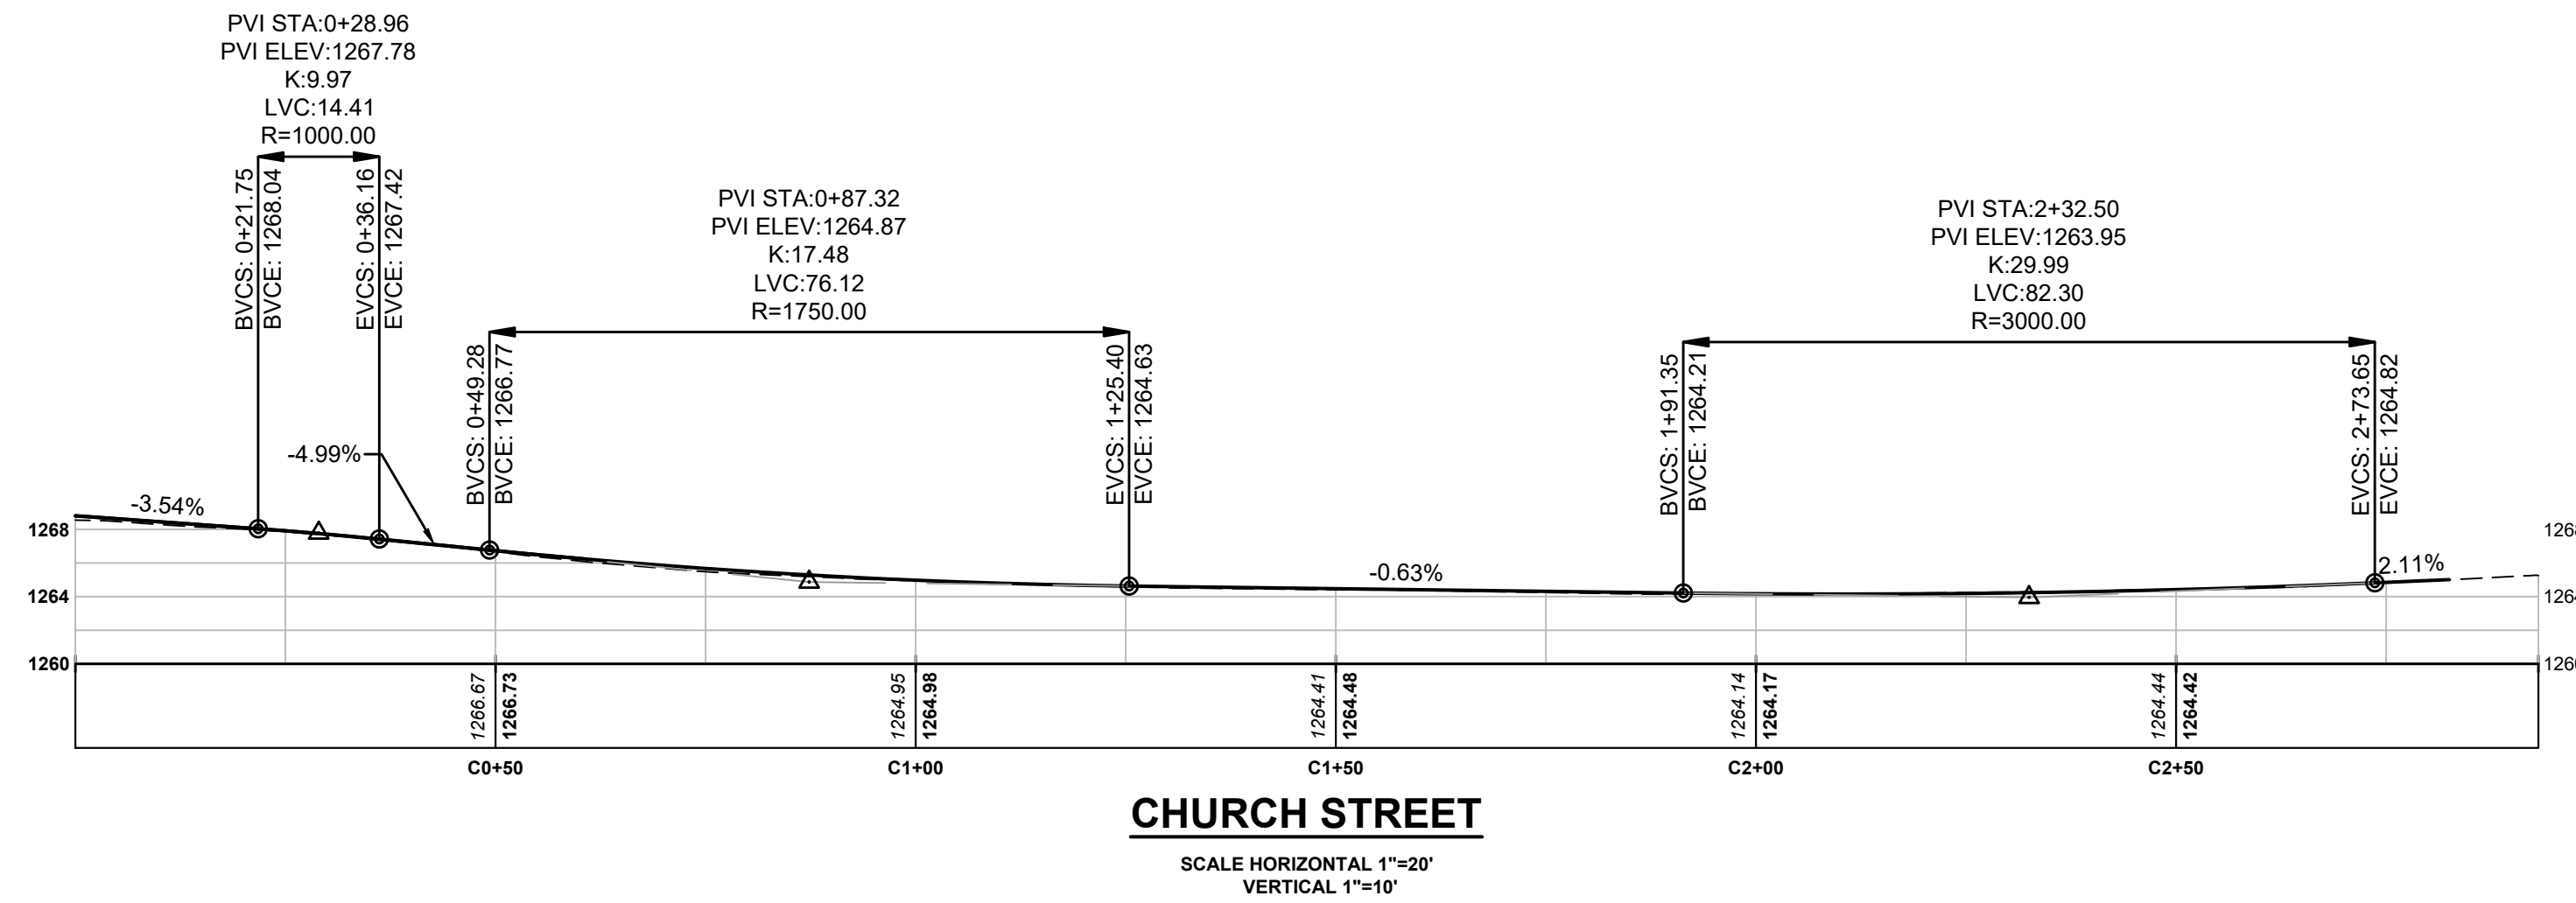 PVI STA:0+28.96
PVI ELEV:1267.78
K:9.97
LVC:14.41
R=1000.00
BVCS: 0+21.75
BVCE: 1268.04
EVCS: 0+36.16
EVCE: 1267.42
PVI STA:0+87.32
PVI ELEV:1264.87
K:17.48
LVC:76.12
R=1750.00
BVCS: 0+49.28
BVCE: 1266.77
EVCS: 1+25.40
EVCE: 1264.63
PVI STA:2+32.50
PVI ELEV:1263.95
K:29.99
LVC:82.30
R=3000.00
BVCS: 1+91.35
BVCE: 1264.21
EVCS: 2+73.65
EVCE: 1264.82
-3.54%
-4.99%
-0.63%
2.11%
1268
1264
1260
1268
1264
126
1266.67
1266.73
1264.95
1264.98
1264.41
1264.48
1264.14
1264.17
1264.44
1264.42
C0+50
C1+00
C1+50
C2+00
C2+50
CHURCH STREET
SCALE HORIZONTAL 1"=20'
VERTICAL 1"=10'